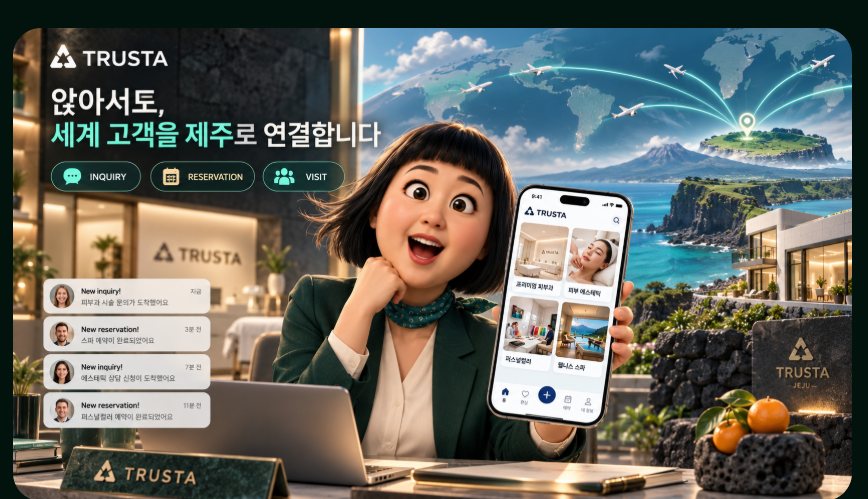 TRUSTA
앉아서도,
세계 고객을 제주로 연결합니다
INQUIRY
RESERVATION
VISIT
TRUSTA
New inquiry!
지금
피부과 시술 문의가 도착했어요
New reservation!
3분 전
스파 예약이 완료되었어요
New inquiry!
7분 전
에스테틱 상담 신청이 도착했어요
New reservation!
11분 전
퍼스널컬러 예약이 완료되었어요
TRUSTA
9:41
TRUSTA
프리미엄 피부과
피부 에스테틱
퍼스널컬러
웰니스 스파
홈
예약
TRUSTA
JEJU